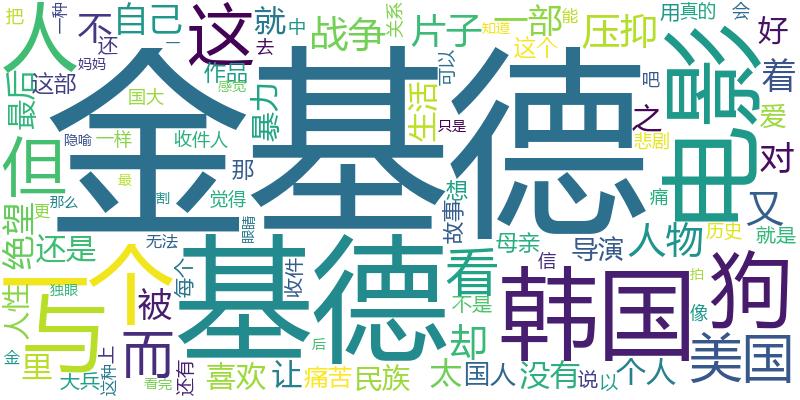 把 一种 不 自己 就 中 战争 关系 片子 知道 一部 能 用 真的 会
人 还 去 这个 压抑 好
最后 这部 妈妈 这 作品 可以 着
国大 感觉 暴力 生活 吧 电影 爱
金基德
但 隐喻 一样 收件人 那 只是 之 对
绝望 更 那么 最 割 觉得 眼睛 故事 想 悲剧 痛 又
还是 无法 母亲 导演 人物 历史 就是
一个 基德 看 韩国 狗
人性 独眼 与 被 每个 收件 不是 信 像 拍
金 里 而 却 美国
大兵 这种 上 看完 还有 喜欢 让 后 痛苦 民族 太 国人 没有 说 以 个人
一